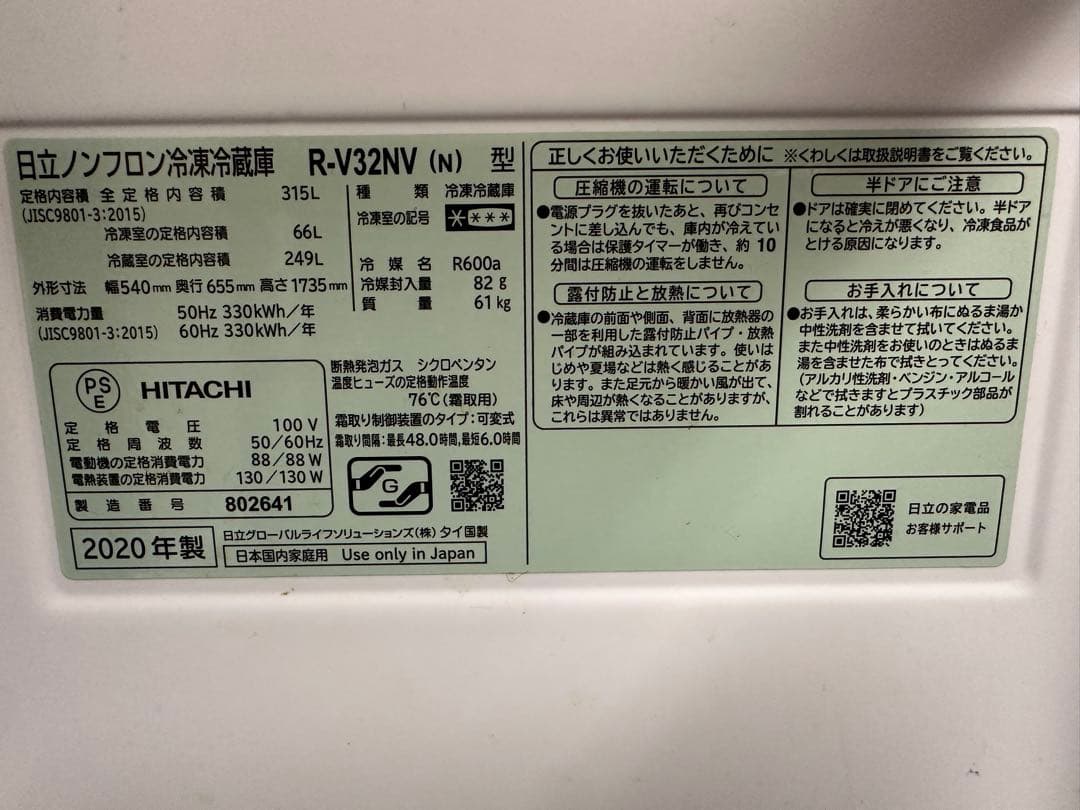 日立ノンフロン冷凍冷蔵庫 R-V32NV (N) 型
定格内容積 全定格内容積 315L
(JISC9801-3:2015)
冷凍室の定格内容積 66L
冷蔵室の定格内容積 249L
外形寸法 幅540mm 奥行655mm 高さ1735mm
消費電力量 50Hz 330kWh/年
(JISC9801-3:2015) 60Hz 330kWh/年
種類 冷凍冷蔵庫
冷凍室の記号 ****
冷媒名 R600a
冷媒封入量 82g
質量 61kg
PS
E
HITACHI
定格電圧 100V
定格周波数 50/60Hz
電動機の定格消費電力 88/88W
電熱装置の定格消費電力 130/130W
製造番号 802641
断熱発泡ガス シクロペンタン
温度ヒューズの定格動作温度
76℃(霜取用)
霜取り制御装置のタイプ:可変式
霜取り間隔:最長48.0時間,最短6.0時間
G
2020年製
日立グローバルライフソリューションズ(株) タイ国製
日本国内家庭用 Use only in Japan
正しくお使いいただくために ※くわしくは取扱説明書をご覧ください。
圧縮機の運転について
●電源プラグを抜いたあと、再びコンセ
ントに差し込んでも、庫内が冷えてい
る場合は保護タイマーが働き、約10
分間は圧縮機の運転をしません。
露付防止と放熱について
●冷蔵庫の前面や側面、背面に放熱器の
一部を利用した露付防止パイプ・放熱
パイプが組み込まれています。使いは
じめや夏場などは熱く感じることがあ
ります。また足元から暖かい風が出て、
床や周辺が熱くなることがありますが、
これらは異常ではありません。
半ドアにご注意
●ドアは確実に閉めてください。半ドア
になると冷えが悪くなり、冷凍食品が
とける原因になります。
お手入れについて
●お手入れは、柔らかい布にぬるま湯か
中性洗剤を含ませて拭いてください。
また中性洗剤をお使いのときはぬるま
湯を含ませた布で拭きとってください。
(アルカリ性洗剤・ベンジン・アルコール
などで拭きますとプラスチック部品が
割れることがあります)
日立の家電品
お客様サポート